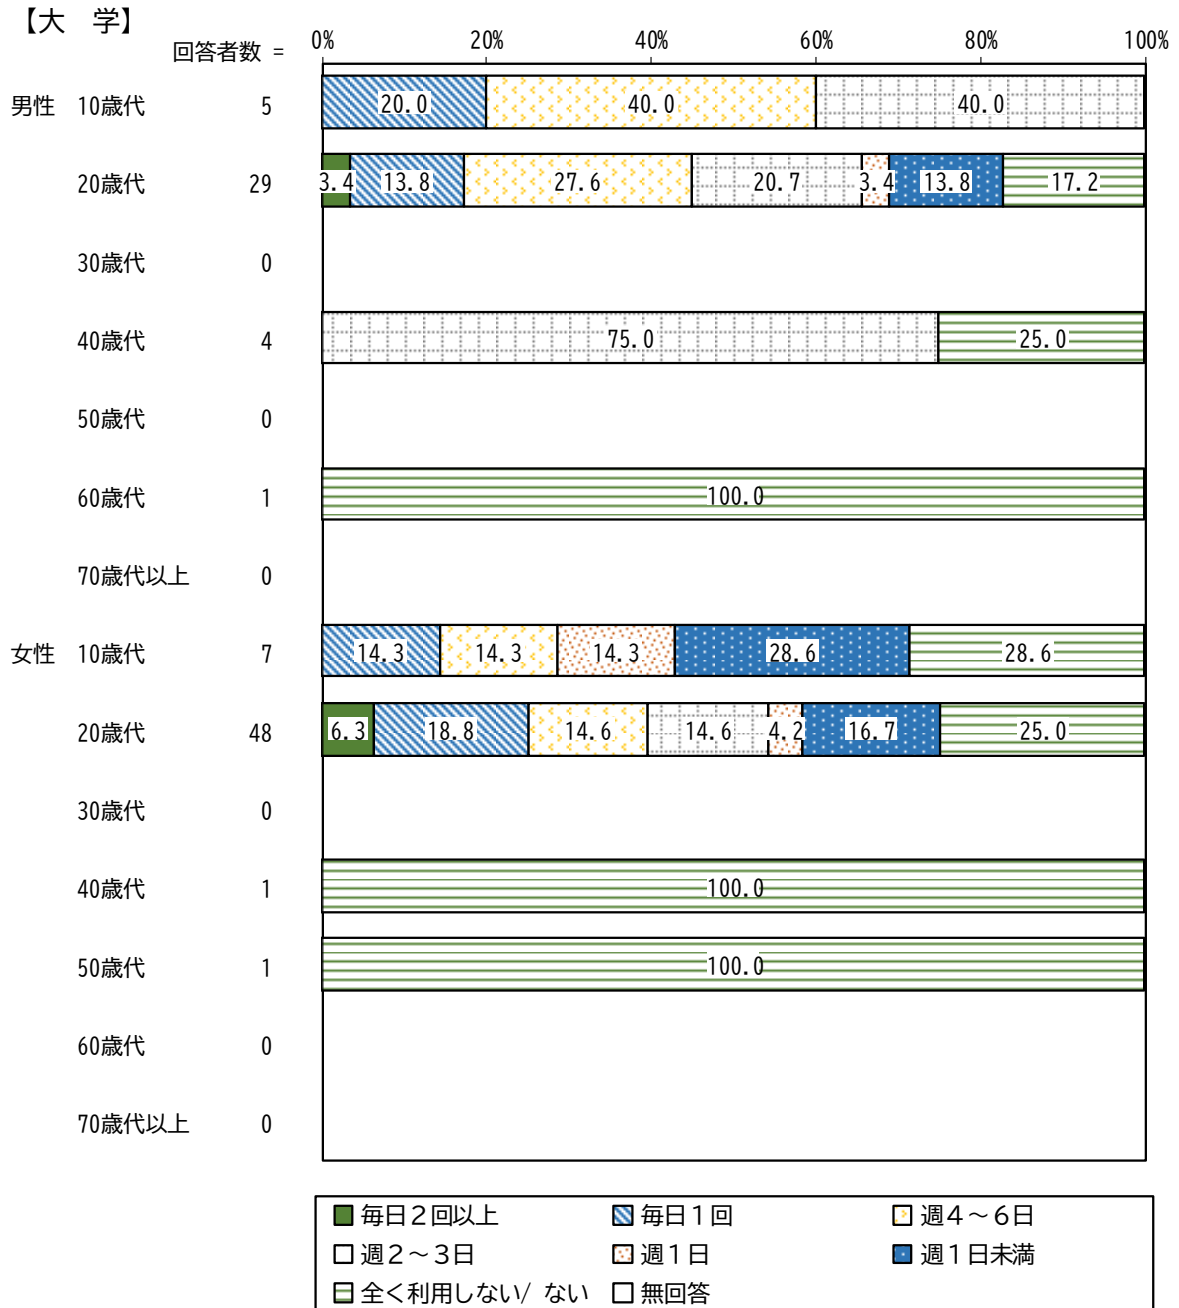 【大　学】
回答者数 =
0% 20% 40% 60% 80% 100%
男性 10歳代 5 20.0 40.0 40.0
20歳代 29 3.4 13.8 27.6 20.7 3.4 13.8 17.2
30歳代 0
40歳代 4 75.0 25.0
50歳代 0
60歳代 1 100.0
70歳代以上 0
女性 10歳代 7 14.3 14.3 14.3 28.6 28.6
20歳代 48 6.3 18.8 14.6 14.6 4.2 16.7 25.0
30歳代 0
40歳代 1 100.0
50歳代 1 100.0
60歳代 0
70歳代以上 0
毎日２回以上 毎日１回 週４～６日
週２～３日 週１日 週１日未満
全く利用しない/ ない 無回答